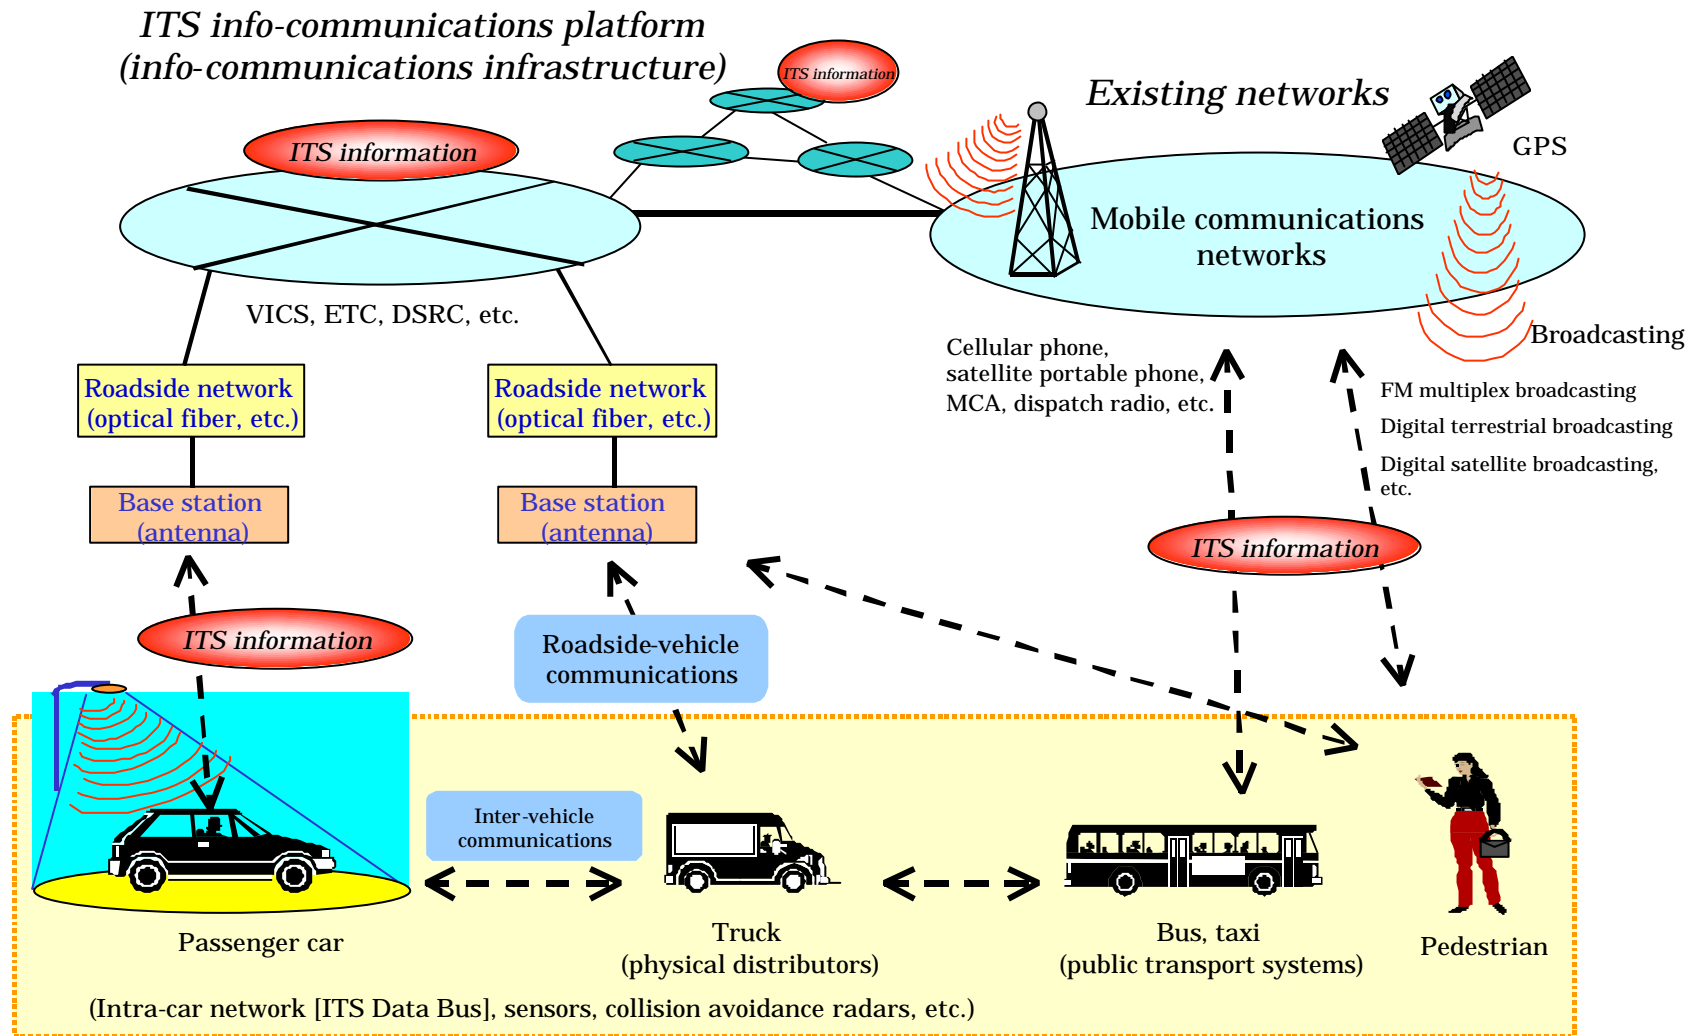 ITS info-communications platform
(info-communications infrastructure)
ITS information
Existing networks
GPS
ITS information
Mobile communications
networks
VICS, ETC, DSRC, etc.
Broadcasting
Cellular phone,
satellite portable phone,
MCA, dispatch radio, etc.
FM multiplex broadcasting
Digital terrestrial broadcasting
Digital satellite broadcasting,
etc.
Roadside network
(optical fiber, etc.)
Roadside network
(optical fiber, etc.)
Base station
(antenna)
Base station
(antenna)
ITS information
ITS information
Roadside-vehicle
communications
Inter-vehicle
communications
Passenger car
Truck
(physical distributors)
Bus, taxi
(public transport systems)
Pedestrian
(Intra-car network [ITS Data Bus], sensors, collision avoidance radars, etc.)